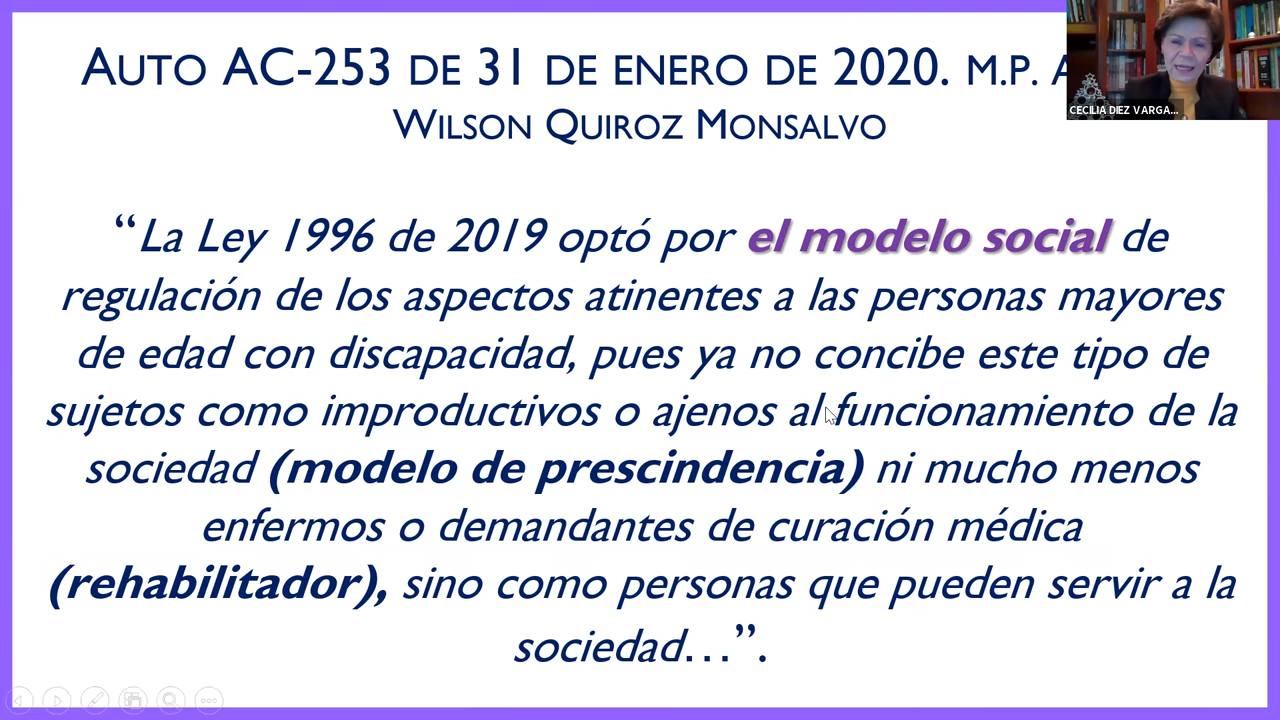 AUTO AC-253 DE 31 DE ENERO DE 2020. M.P. A
WILSON QUIROZ MONSALVO
CECILIA DIEZ VARGA...
“La Ley 1996 de 2019 optó por el modelo social de
regulación de los aspectos atinentes a las personas mayores
de edad con discapacidad, pues ya no concibe este tipo de
sujetos como improductivos o ajenos al funcionamiento de la
sociedad (modelo de prescindencia) ni mucho menos
enfermos o demandantes de curación médica
(rehabilitador), sino como personas que pueden servir a la
sociedad…”.